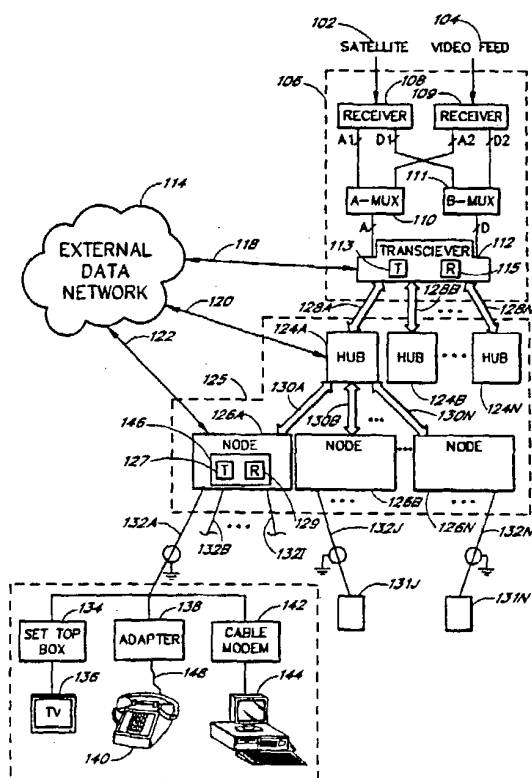 102
104
SATELLITE
VIDEO FEED
106
108
109
RECEIVER
RECEIVER
A1
D1
A2
D2
111
114
A-MUX
B-MUX
A
110
D
112
TRANSCIEVER
113
T
R
115
118
EXTERNAL
DATA
NETWORK
128A
128B
128N
120
124A
122
HUB
HUB
HUB
125
130A
124B
124N
126A
130B
130N
146
NODE
NODE
NODE
127
T
R
129
126B
126N
132A
132B
132I
132J
132N
131J
131N
134
138
142
SET TOP
BOX
ADAPTER
CABLE
MODEM
136
148
144
TV
140